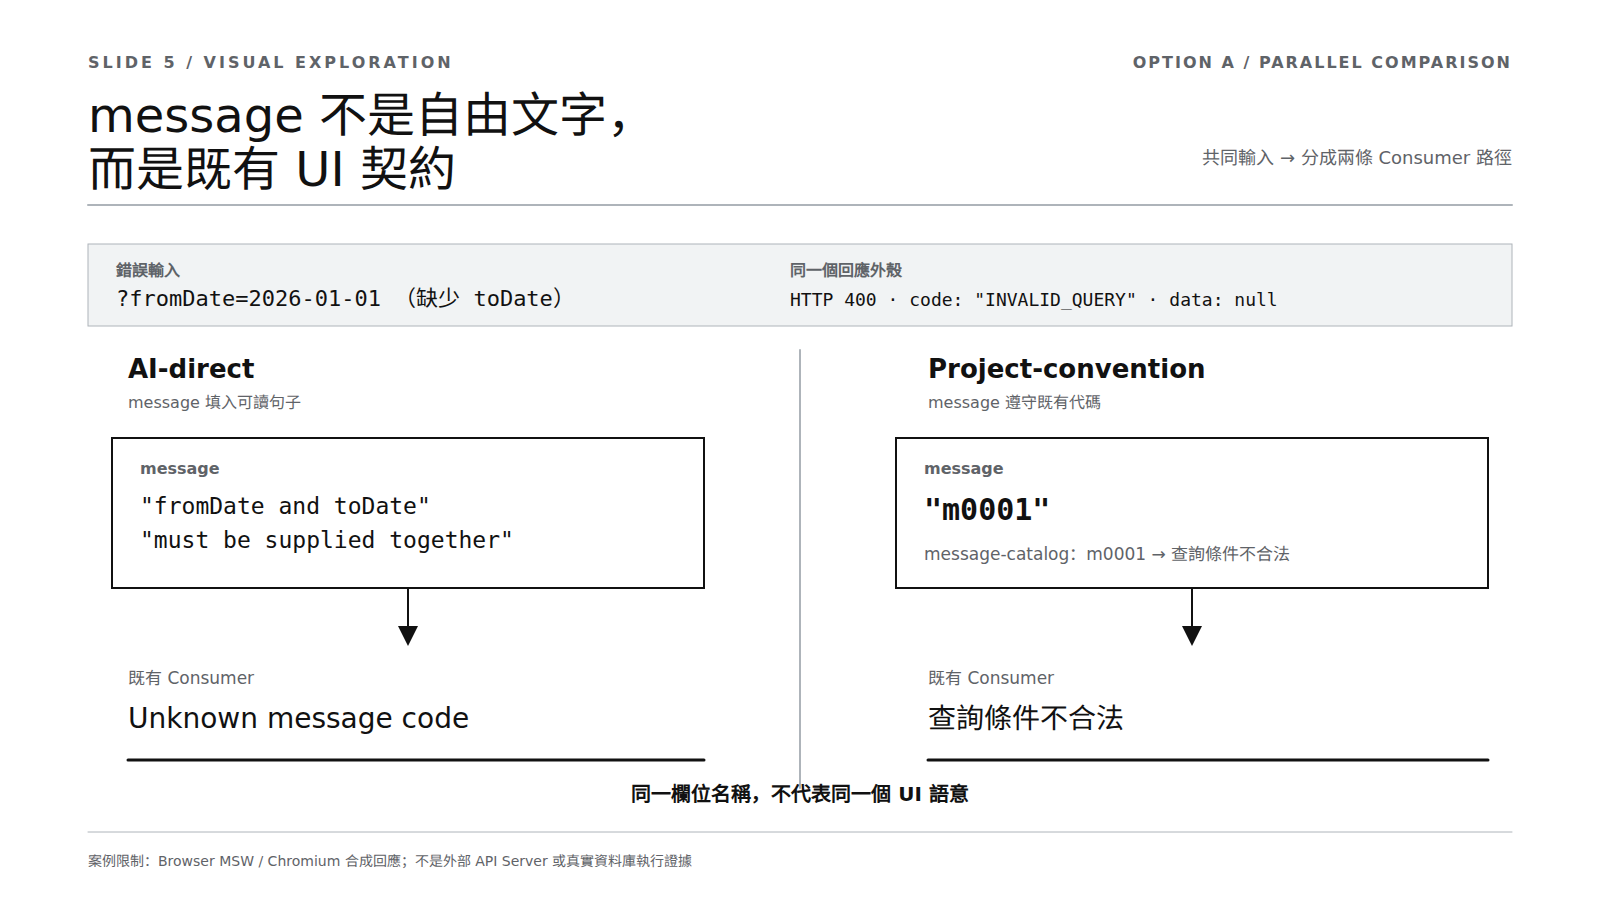 SLIDE 5 / VISUAL EXPLORATION
OPTION A / PARALLEL COMPARISON
message 不是自由文字，
而是既有 UI 契約
共同輸入 → 分成兩條 Consumer 路徑
錯誤輸入
?fromDate=2026-01-01 （缺少 toDate）
同一個回應外殼
HTTP 400 · code: "INVALID_QUERY" · data: null
AI-direct
message 填入可讀句子
message
"fromDate and toDate"
"must be supplied together"
既有 Consumer
Unknown message code
Project-convention
message 遵守既有代碼
message
"m0001"
message-catalog：m0001 → 查詢條件不合法
既有 Consumer
查詢條件不合法
同一欄位名稱，不代表同一個 UI 語意
案例限制：Browser MSW / Chromium 合成回應；不是外部 API Server 或真實資料庫執行證據